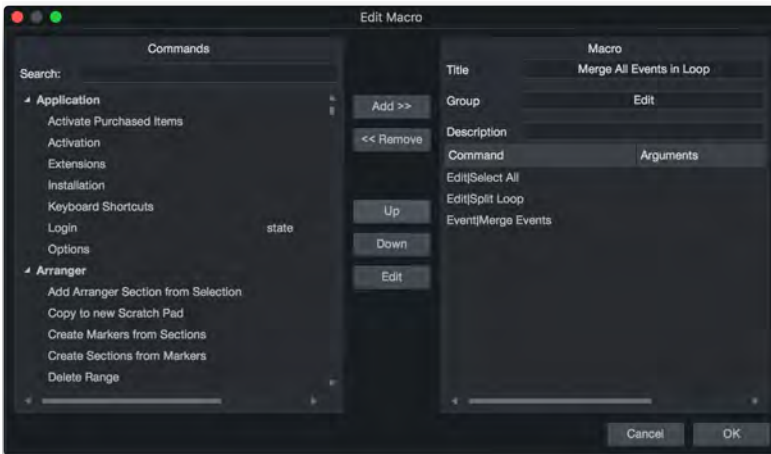 Edit Macro
Commands
Search:
Application
Activate Purchased Items
Activation
Extensions
Installation
Keyboard Shortcuts
Login state
Options
Arranger
Add Arranger Section from Selection
Copy to new Scratch Pad
Create Markers from Sections
Create Sections from Markers
Delete Range
Add >>
<< Remove
Up
Down
Edit
Macro
Title Merge All Events in Loop
Group Edit
Description
Command Arguments
Edit|Select All
Edit|Split Loop
Event|Merge Events
Cancel OK